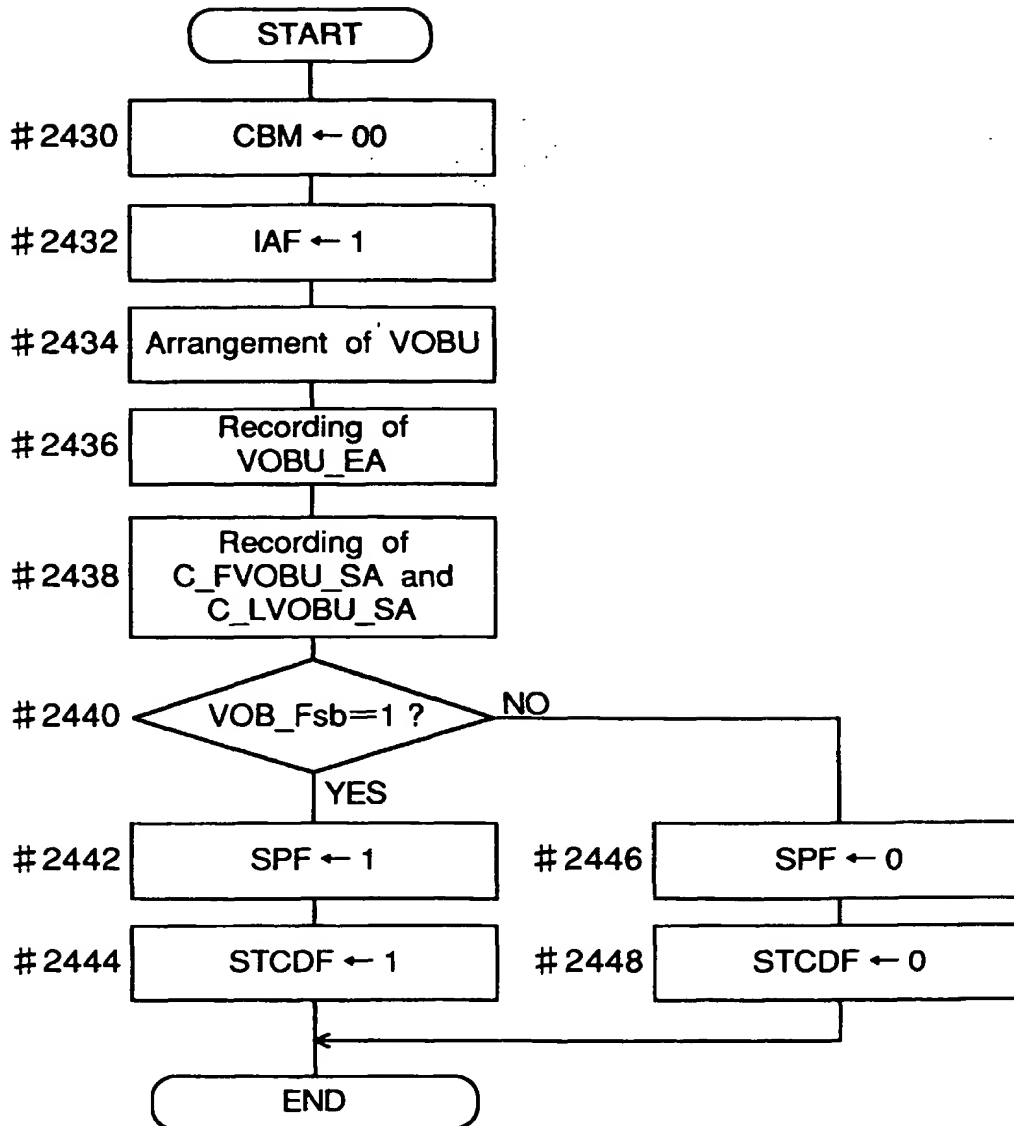 START
#2430
CBM ← 00
#2432
IAF ← 1
#2434
Arrangement of VOBU
#2436
Recording of
VOBU_EA
#2438
Recording of
C_FVOBU_SA and
C_LVOBU_SA
#2440
VOB_Fsb=1 ?
NO
YES
#2442
SPF ← 1
#2446
SPF ← 0
#2444
STCDF ← 1
#2448
STCDF ← 0
END